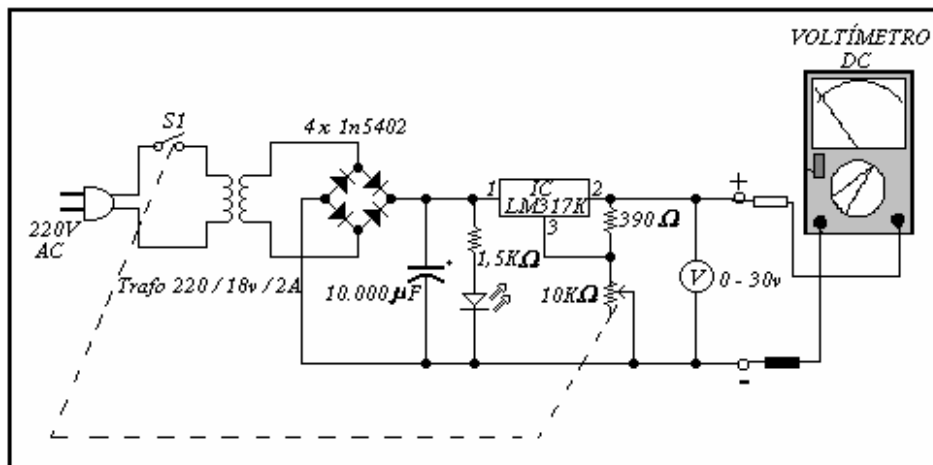 VOLTÍMETRO
DC
S1
4 x 1n5402
+
1
IC
2
LM317K
3
390 Ω
220V
AC
1,5KΩ
Trafo 220 / 18v / 2A
+
10.000 μF
10KΩ
V
0 - 30v
-